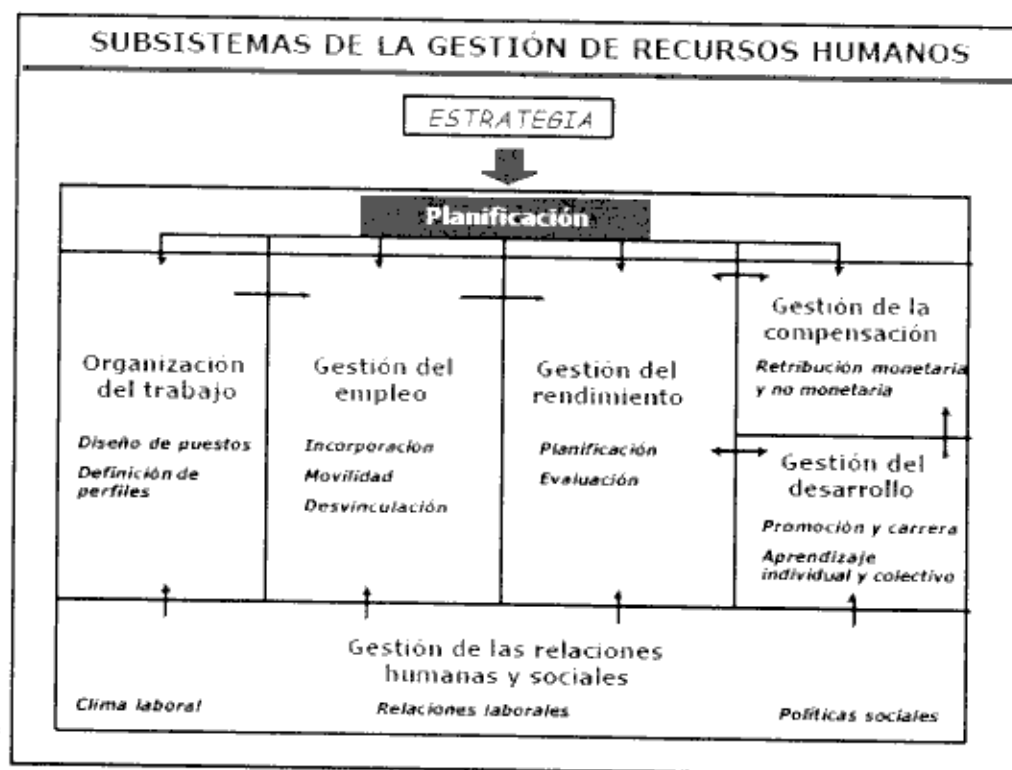 SUBSISTEMAS DE LA GESTIÓN DE RECURSOS HUMANOS
ESTRATEGIA
Planificación
Organización
del trabajo
Diseño de puestos
Definición de
perfiles
Gestión del
empleo
Incorporación
Movilidad
Desvinculación
Gestión del
rendimiento
Planificación
Evaluación
Gestión de la
compensación
Retribución monetaria
y no monetaria
Gestión del
desarrollo
Promoción y carrera
Aprendizaje
individual y colectivo
Gestión de las relaciones
humanas y sociales
Clima laboral
Relaciones laborales
Políticas sociales